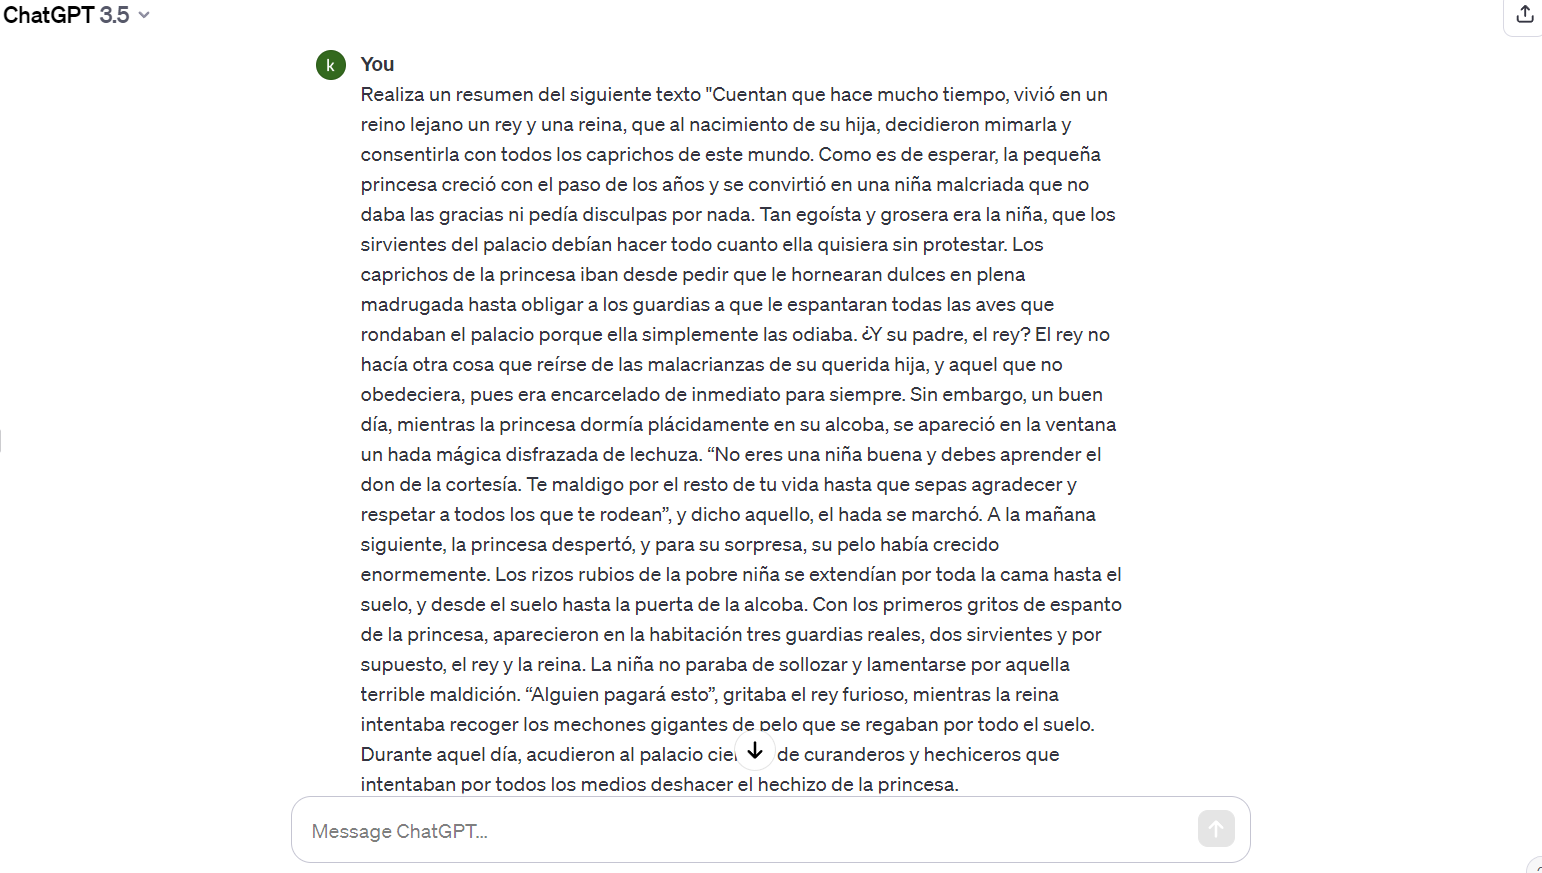 ChatGPT 3.5
k
You
Realiza un resumen del siguiente texto "Cuentan que hace mucho tiempo, vivió en un
reino lejano un rey y una reina, que al nacimiento de su hija, decidieron mimarla y
consentirla con todos los caprichos de este mundo. Como es de esperar, la pequeña
princesa creció con el paso de los años y se convirtió en una niña malcriada que no
daba las gracias ni pedía disculpas por nada. Tan egoísta y grosera era la niña, que los
sirvientes del palacio debían hacer todo cuanto ella quisiera sin protestar. Los
caprichos de la princesa iban desde pedir que le hornearan dulces en plena
madrugada hasta obligar a los guardias a que le espantaran todas las aves que
rondaban el palacio porque ella simplemente las odiaba. ¿Y su padre, el rey? El rey no
hacía otra cosa que reírse de las malacrianzas de su querida hija, y aquel que no
obedeciera, pues era encarcelado de inmediato para siempre. Sin embargo, un buen
día, mientras la princesa dormía plácidamente en su alcoba, se apareció en la ventana
un hada mágica disfrazada de lechuza. “No eres una niña buena y debes aprender el
don de la cortesía. Te maldigo por el resto de tu vida hasta que sepas agradecer y
respetar a todos los que te rodean”, y dicho aquello, el hada se marchó. A la mañana
siguiente, la princesa despertó, y para su sorpresa, su pelo había crecido
enormemente. Los rizos rubios de la pobre niña se extendían por toda la cama hasta el
suelo, y desde el suelo hasta la puerta de la alcoba. Con los primeros gritos de espanto
de la princesa, aparecieron en la habitación tres guardias reales, dos sirvientes y por
supuesto, el rey y la reina. La niña no paraba de sollozar y lamentarse por aquella
terrible maldición. “Alguien pagará esto”, gritaba el rey furioso, mientras la reina
intentaba recoger los mechones gigantes de pelo que se regaban por todo el suelo.
Durante aquel día, acudieron al palacio de curanderos y hechiceros que
intentaban por todos los medios deshacer el hechizo de la princesa.
Message ChatGPT...